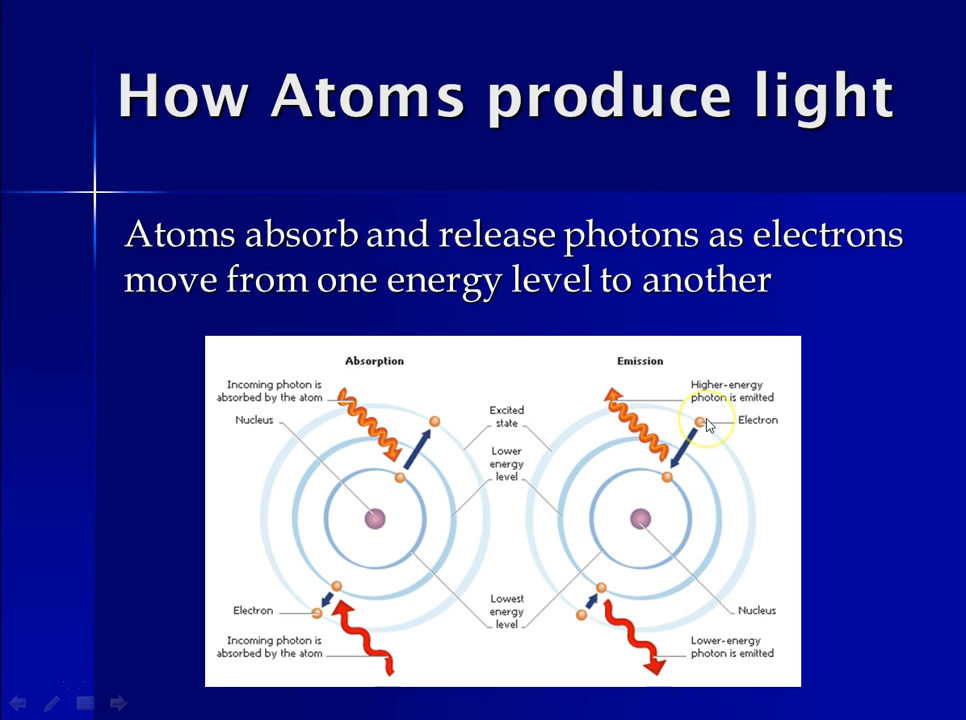 How Atoms produce light
Atoms absorb and release photons as electrons
move from one energy level to another
Absorption
Emission
Incoming photon is
absorbed by the atom
Nucleus
Excited
state
Lower
energy
level
Higher-energy
photon is emitted
Electron
Electron
Incoming photon is
absorbed by the atom
Lowest
energy
level
Nucleus
Lower-energy
photon is emitted